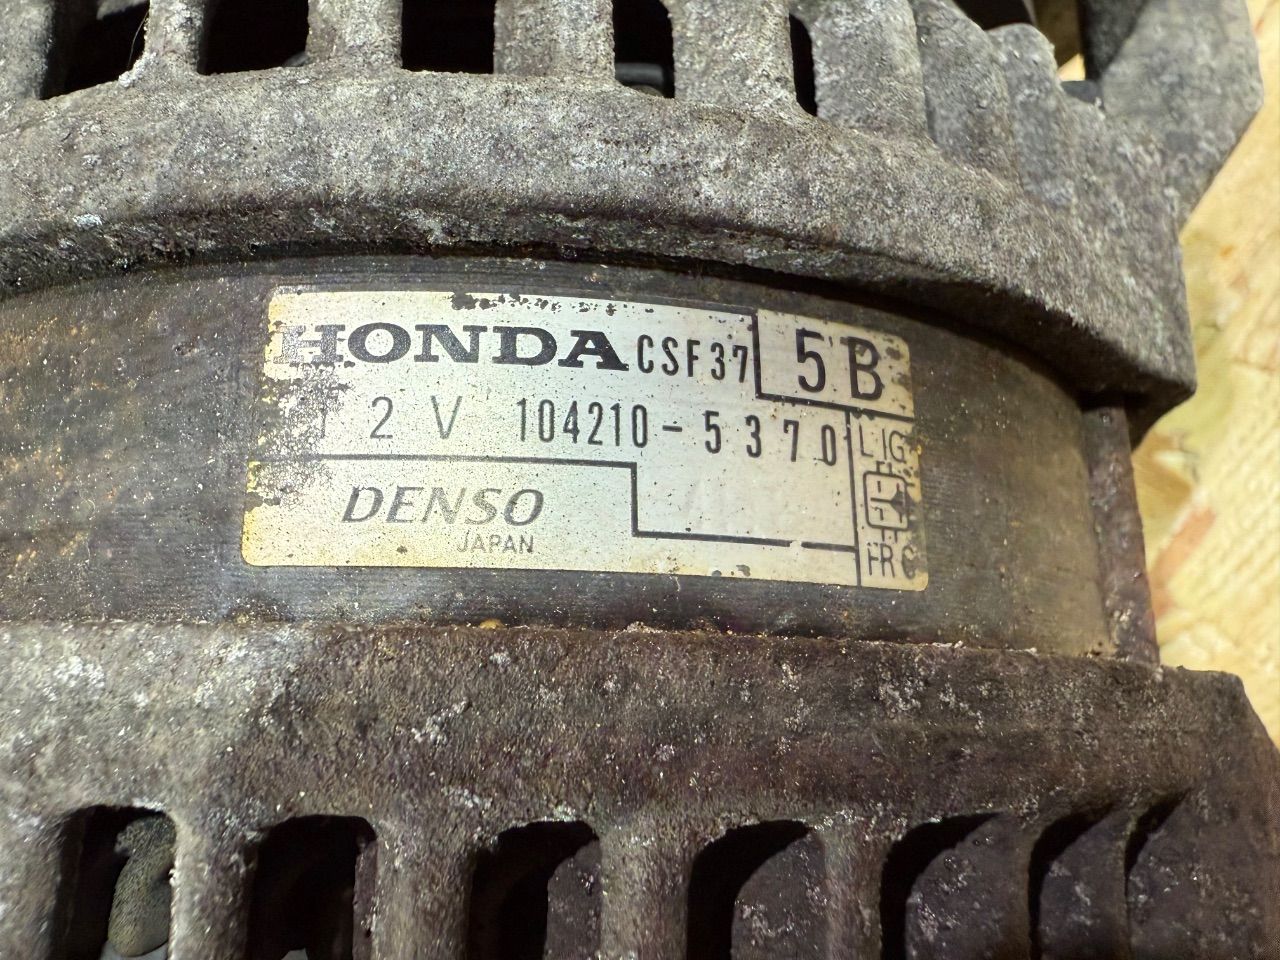 HONDA CSF37 5B
12V 104210-5370
L IG
DENSO
JAPAN
FR C